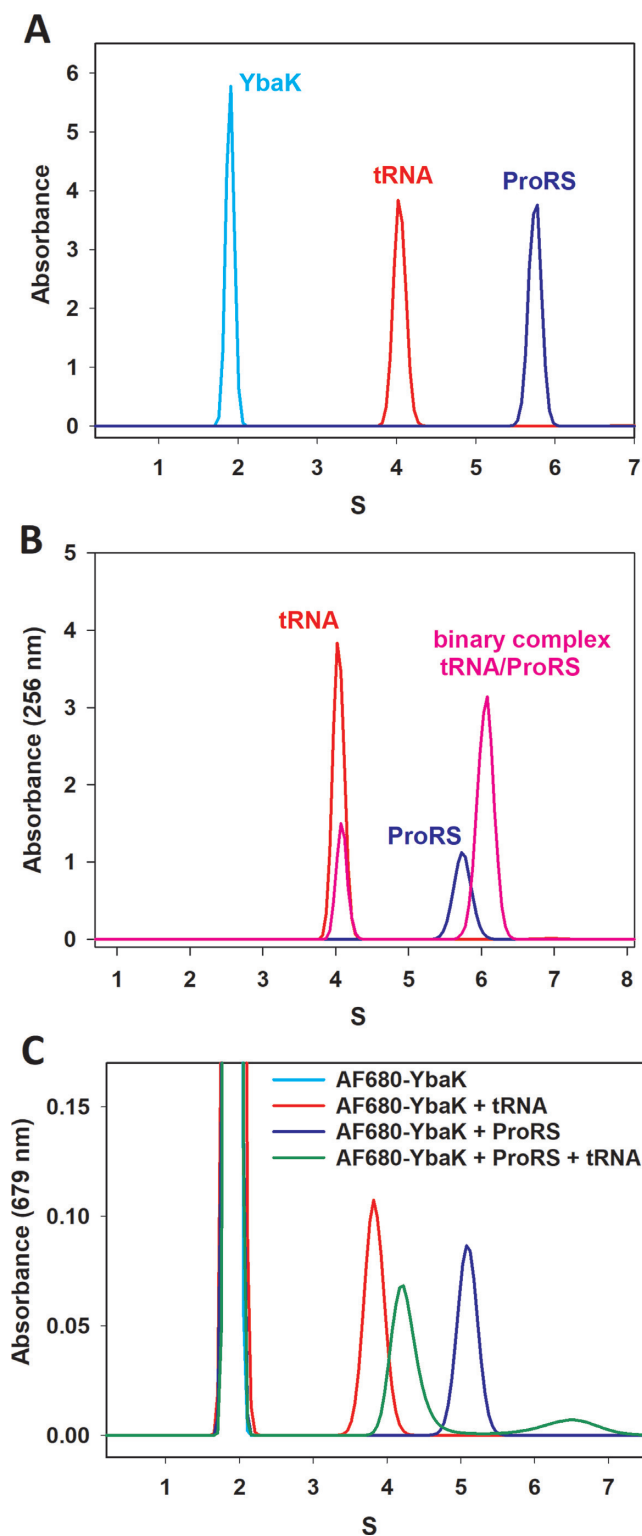 A
YbaK
tRNA
ProRS
Absorbance
6
5
4
3
2
1
0
1 2 3 4 5 6 7
S
B
tRNA
binary complex
tRNA/ProRS
ProRS
Absorbance (256 nm)
5
4
3
2
1
0
1 2 3 4 5 6 7 8
S
C
AF680-YbaK
AF680-YbaK + tRNA
AF680-YbaK + ProRS
AF680-YbaK + ProRS + tRNA
Absorbance (679 nm)
0.15
0.10
0.05
0.00
1 2 3 4 5 6 7
S